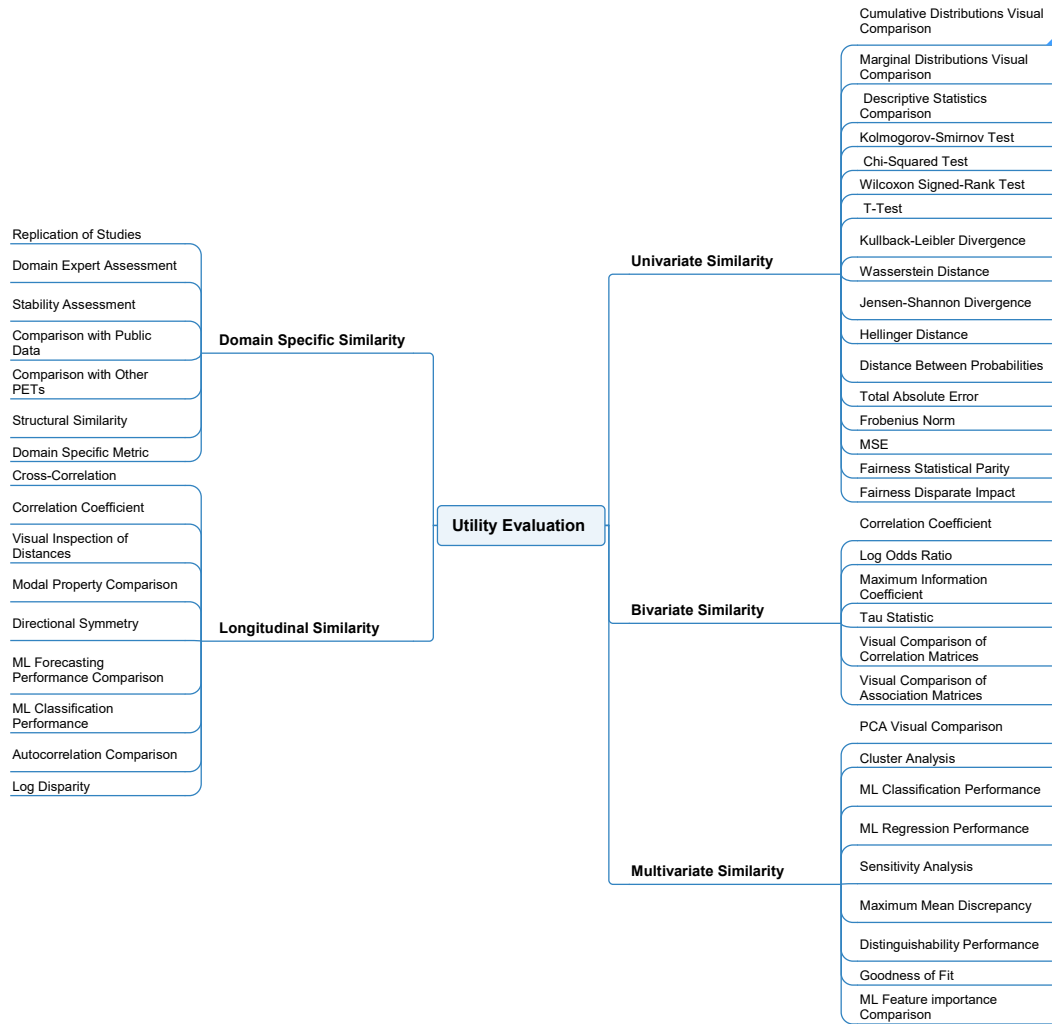 Replication of Studies
Domain Expert Assessment
Stability Assessment
Comparison with Public
Data
Comparison with Other
PETs
Structural Similarity
Domain Specific Metric
Domain Specific Similarity
Cross-Correlation
Correlation Coefficient
Visual Inspection of
Distances
Modal Property Comparison
Directional Symmetry
ML Forecasting
Performance Comparison
ML Classification
Performance
Autocorrelation Comparison
Log Disparity
Longitudinal Similarity
Utility Evaluation
Univariate Similarity
Cumulative Distributions Visual
Comparison
Marginal Distributions Visual
Comparison
Descriptive Statistics
Comparison
Kolmogorov-Smirnov Test
Chi-Squared Test
Wilcoxon Signed-Rank Test
T-Test
Kullback-Leibler Divergence
Wasserstein Distance
Jensen-Shannon Divergence
Hellinger Distance
Distance Between Probabilities
Total Absolute Error
Frobenius Norm
MSE
Fairness Statistical Parity
Fairness Disparate Impact
Bivariate Similarity
Correlation Coefficient
Log Odds Ratio
Maximum Information
Coefficient
Tau Statistic
Visual Comparison of
Correlation Matrices
Visual Comparison of
Association Matrices
Multivariate Similarity
PCA Visual Comparison
Cluster Analysis
ML Classification Performance
ML Regression Performance
Sensitivity Analysis
Maximum Mean Discrepancy
Distinguishability Performance
Goodness of Fit
ML Feature importance
Comparison